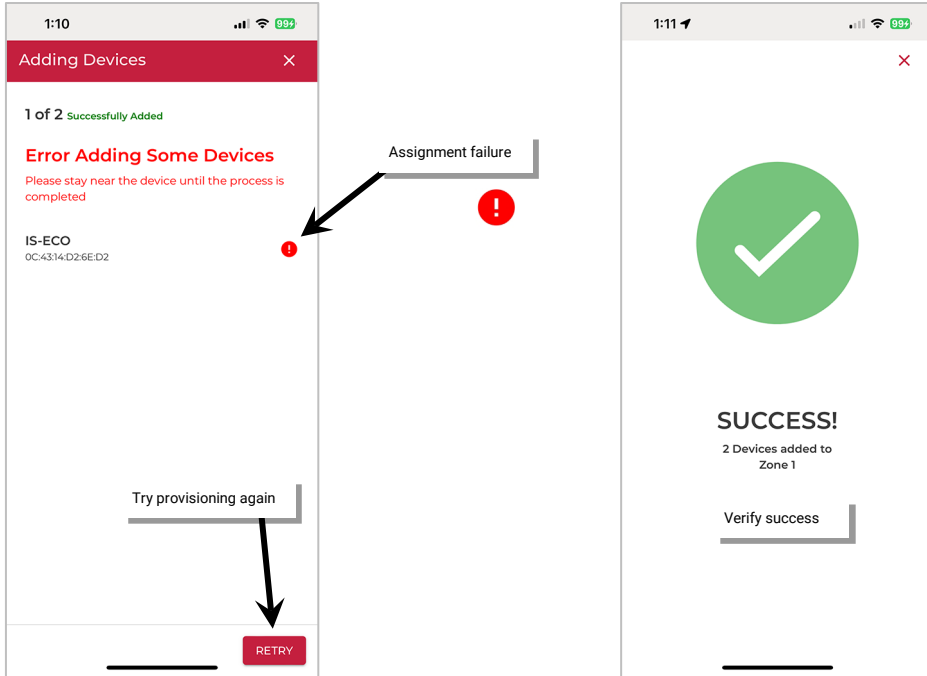 1:10
99
Adding Devices
1 of 2 Successfully Added
Error Adding Some Devices
Please stay near the device until the process is
completed
IS-ECO
0C:43:14:D2:6E:D2
Try provisioning again
RETRY
Assignment failure
1:11
99
SUCCESS!
2 Devices added to
Zone 1
Verify success